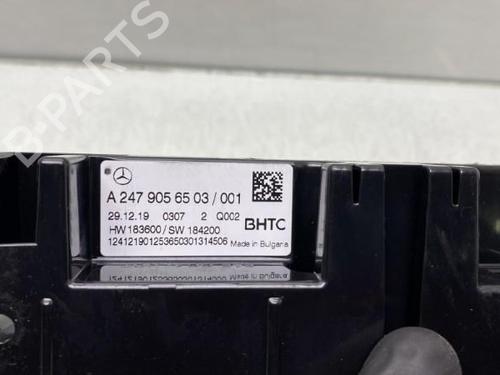 A 247 905 65 03 / 001
29.12.19 0307 2 Q002
HW 183600 / SW 184200
BHTC
124121901253650301314506 Made in Bulgaria
B-PARTS